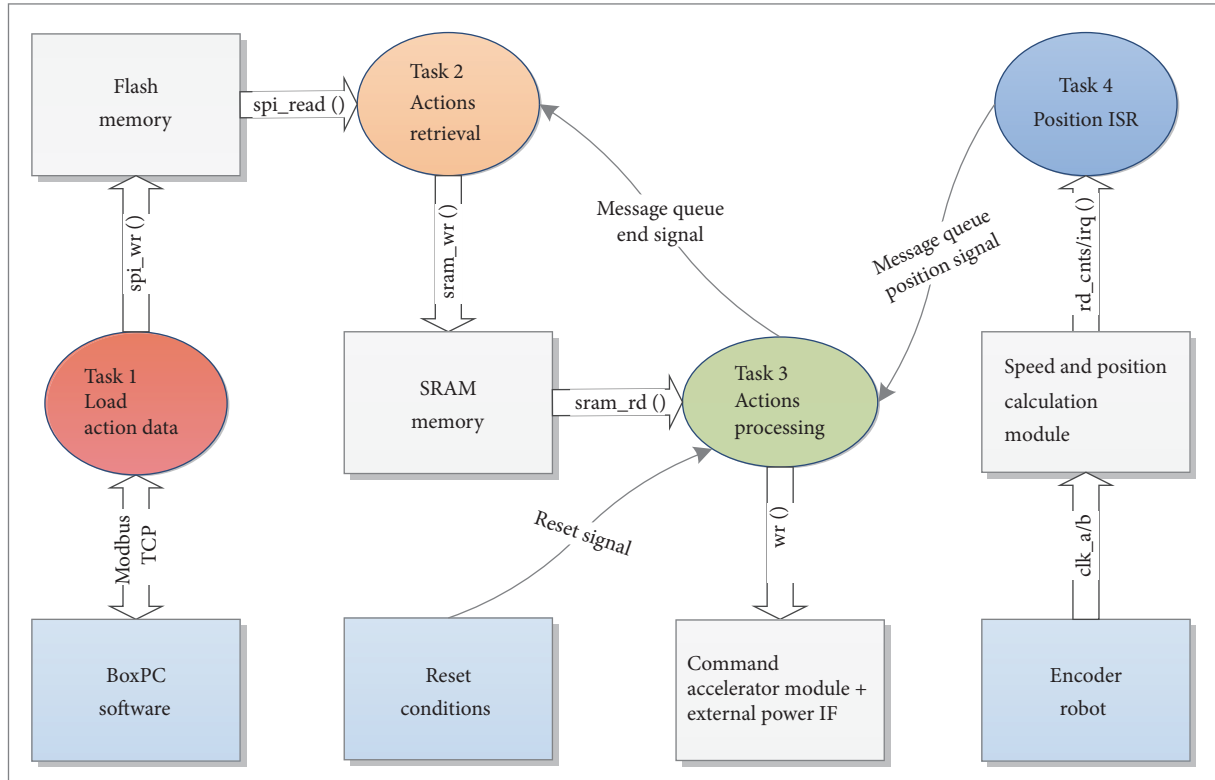 Flash
memory
spi_read ()
Task 2
Actions
retrieval
Task 4
Position ISR
spi_wr ()
sram_wr ()
Message queue
end signal
Message queue
position signal
rd_cnts/irq ()
Task 1
Load
action data
SRAM
memory
sram_rd ()
Task 3
Actions
processing
Speed and position
calculation
module
Modbus
TCP
Reset signal
wr ()
clk_a/b
BoxPC
software
Reset
conditions
Command
accelerator module +
external power IF
Encoder
robot